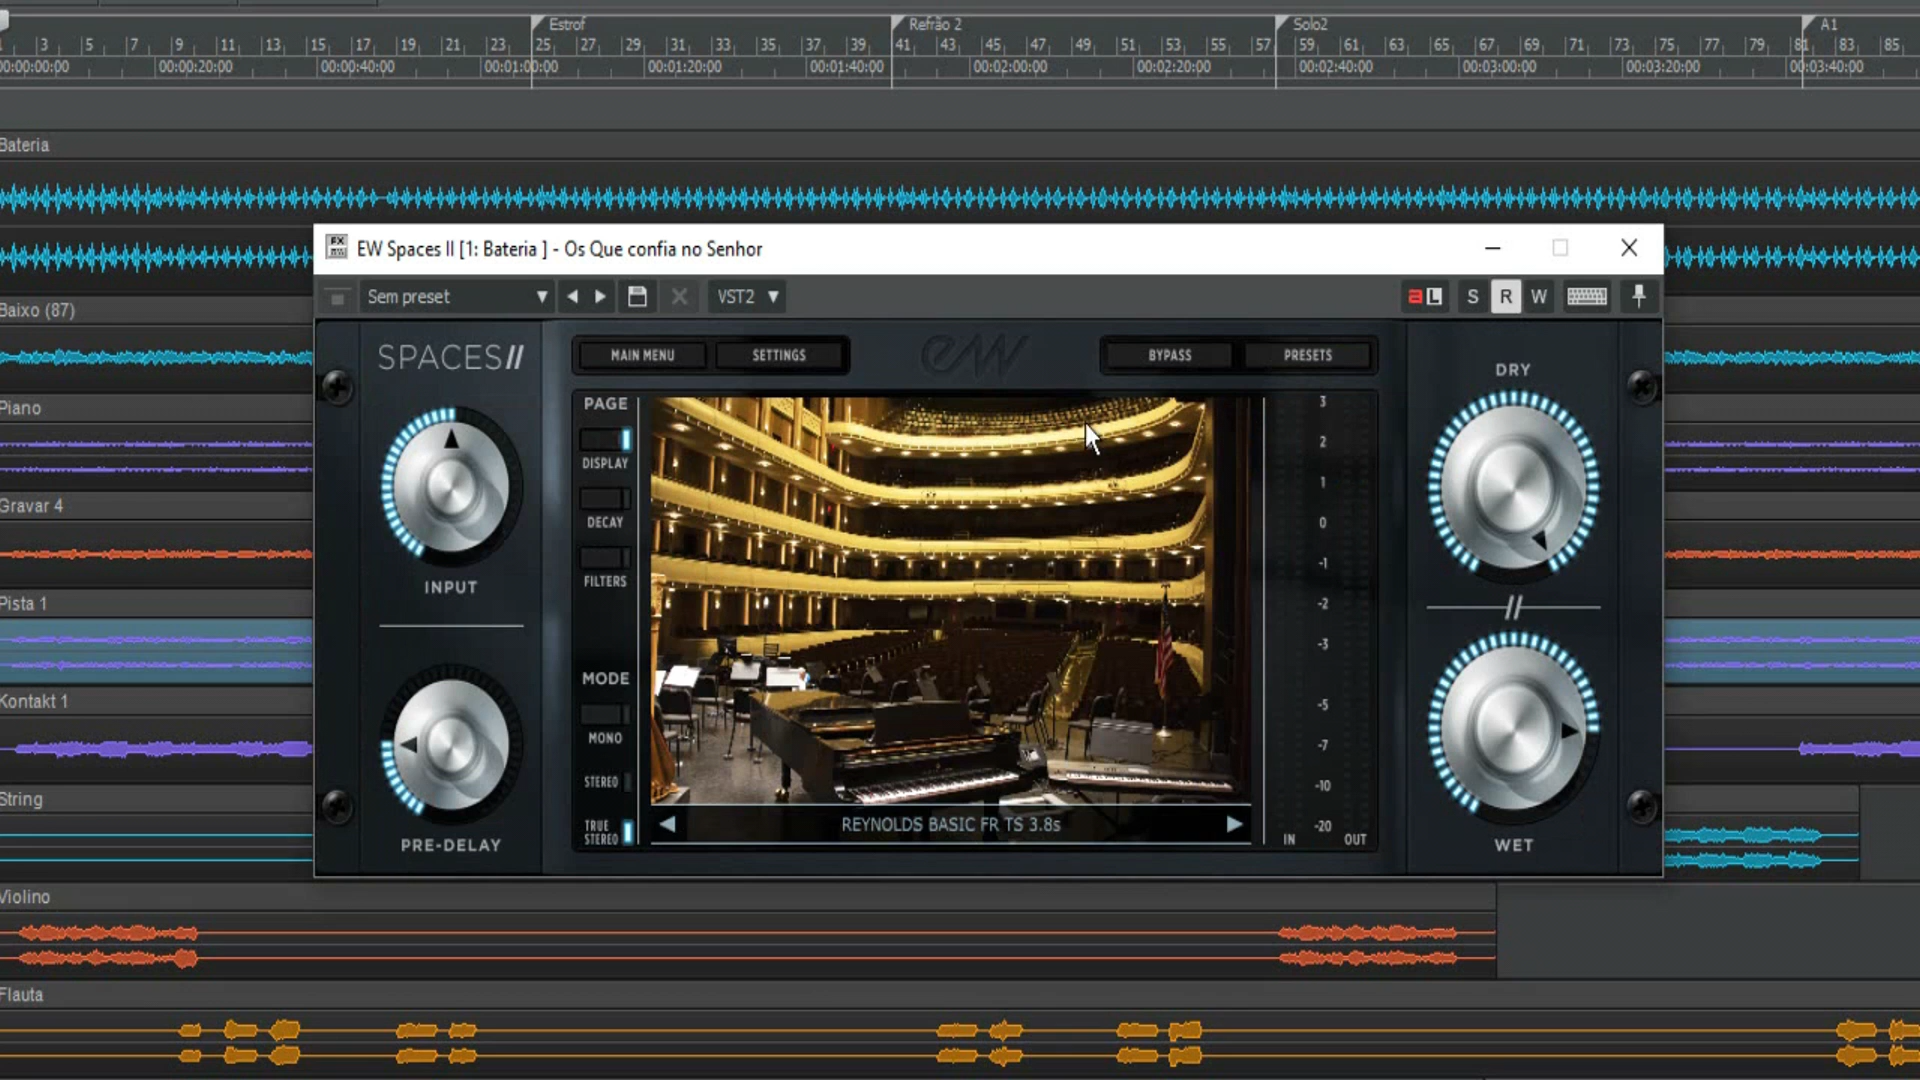 Estrof Refrão 2 Solo2 A1
3 5 7 9 11 13 15 17 19 21 23 25 27 29 31 33 35 37 39 41 43 45 47 49 51 53 55 57 59 61 63 65 67 69 71 73 75 77 79 81 83 85
00:00:00:00 00:00:20:00 00:00:40:00 00:01:00:00 00:01:20:00 00:01:40:00 00:02:00:00 00:02:20:00 00:02:40:00 00:03:00:00 00:03:20:00 00:03:40:00
Bateria
EW Spaces II [1: Bateria ] - Os Que confia no Senhor
Sem preset VST2 a L S R W
Baixo (87)
Piano
Gravar 4
Pista 1
Kontakt 1
String
Violino
Flauta
SPACES II
INPUT
PRE-DELAY
MAIN MENU SETTINGS EW BYPASS PRESETS
PAGE
DISPLAY
DECAY
FILTERS
MODE
MONO
STEREO
TRUE
STEREO
REYNOLDS BASIC FR TS 3.8s
3
2
1
0
-1
-2
-3
-5
-7
-10
-20
IN OUT
DRY
WET